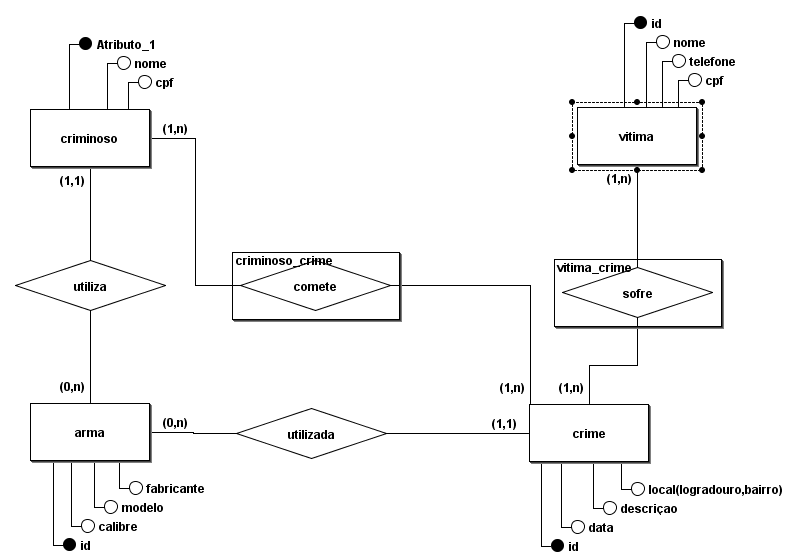 id
Atributo_1
nome
nome
telefone
cpf
cpf
(1,n)
criminoso
vitima
(1,1)
(1,n)
criminoso_crime
vitima_crime
utiliza
comete
sofre
(0,n)
(1,n)
(1,n)
(0,n)
(1,1)
arma
utilizada
crime
fabricante
local(logradouro,bairro)
modelo
descriçao
calibre
data
id
id